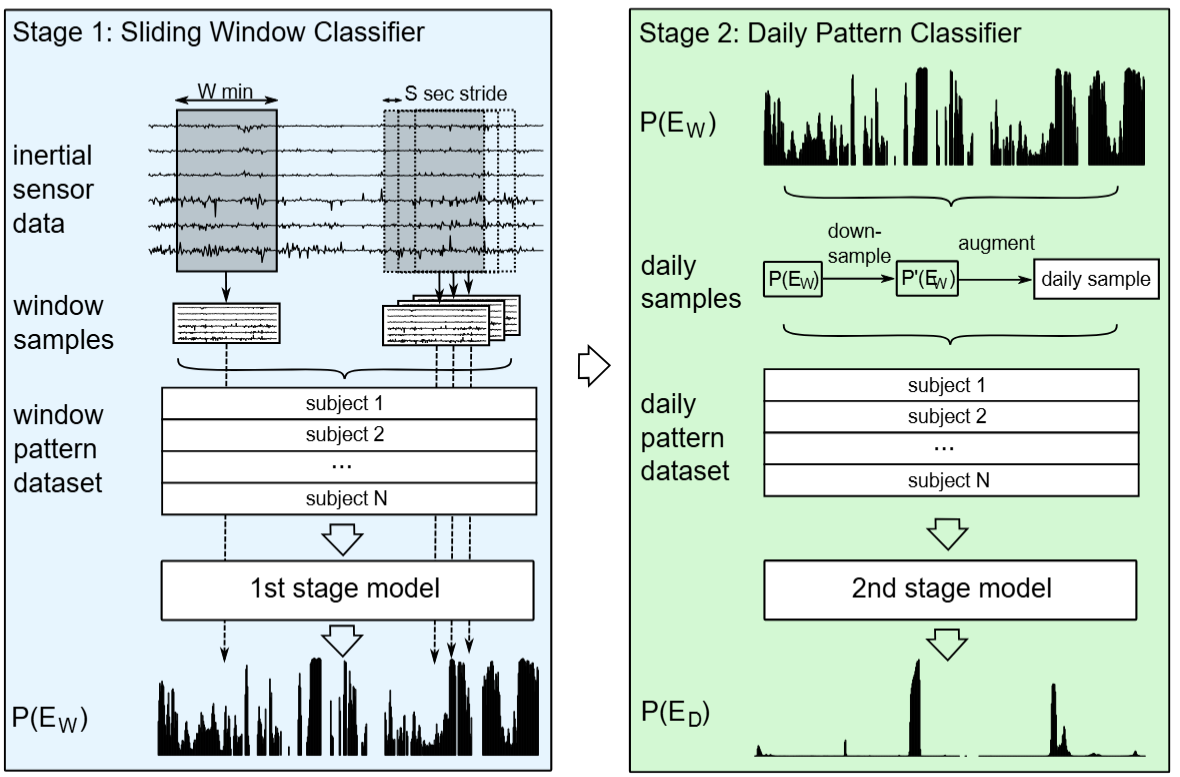 Stage 1: Sliding Window Classifier
W min
S sec stride
inertial
sensor
data
window
samples
window
pattern
dataset
subject 1
subject 2
...
subject N
1st stage model
P(E_W)
Stage 2: Daily Pattern Classifier
P(E_W)
daily
samples
P(E_W)
down-
sample
P'(E_W)
augment
daily sample
daily
pattern
dataset
subject 1
subject 2
...
subject N
2nd stage model
P(E_D)